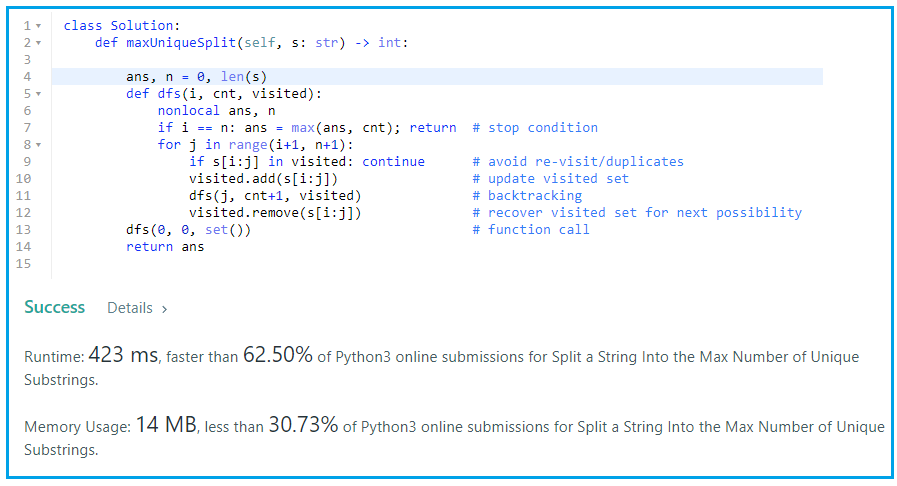 1 class Solution:
2     def maxUniqueSplit(self, s: str) -> int:
3
4         ans, n = 0, len(s)
5         def dfs(i, cnt, visited):
6             nonlocal ans, n
7             if i == n: ans = max(ans, cnt); return  # stop condition
8             for j in range(i+1, n+1):
9                 if s[i:j] in visited: continue      # avoid re-visit/duplicates
10                 visited.add(s[i:j])                 # update visited set
11                 dfs(j, cnt+1, visited)              # backtracking
12                 visited.remove(s[i:j])              # recover visited set for next possibility
13         dfs(0, 0, set())                            # function call
14         return ans
15
Success Details >
Runtime: 423 ms, faster than 62.50% of Python3 online submissions for Split a String Into the Max Number of Unique
Substrings.
Memory Usage: 14 MB, less than 30.73% of Python3 online submissions for Split a String Into the Max Number of Unique
Substrings.